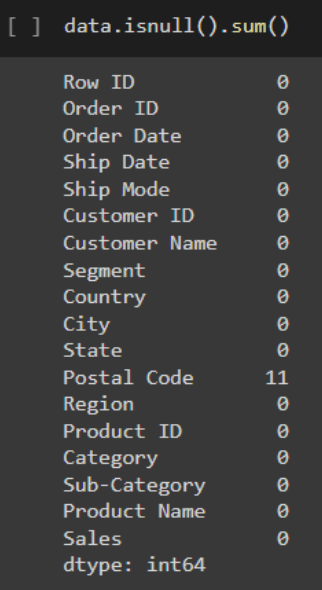 [ ] data.isnull().sum()
Row ID 0
Order ID 0
Order Date 0
Ship Date 0
Ship Mode 0
Customer ID 0
Customer Name 0
Segment 0
Country 0
City 0
State 0
Postal Code 11
Region 0
Product ID 0
Category 0
Sub-Category 0
Product Name 0
Sales 0
dtype: int64